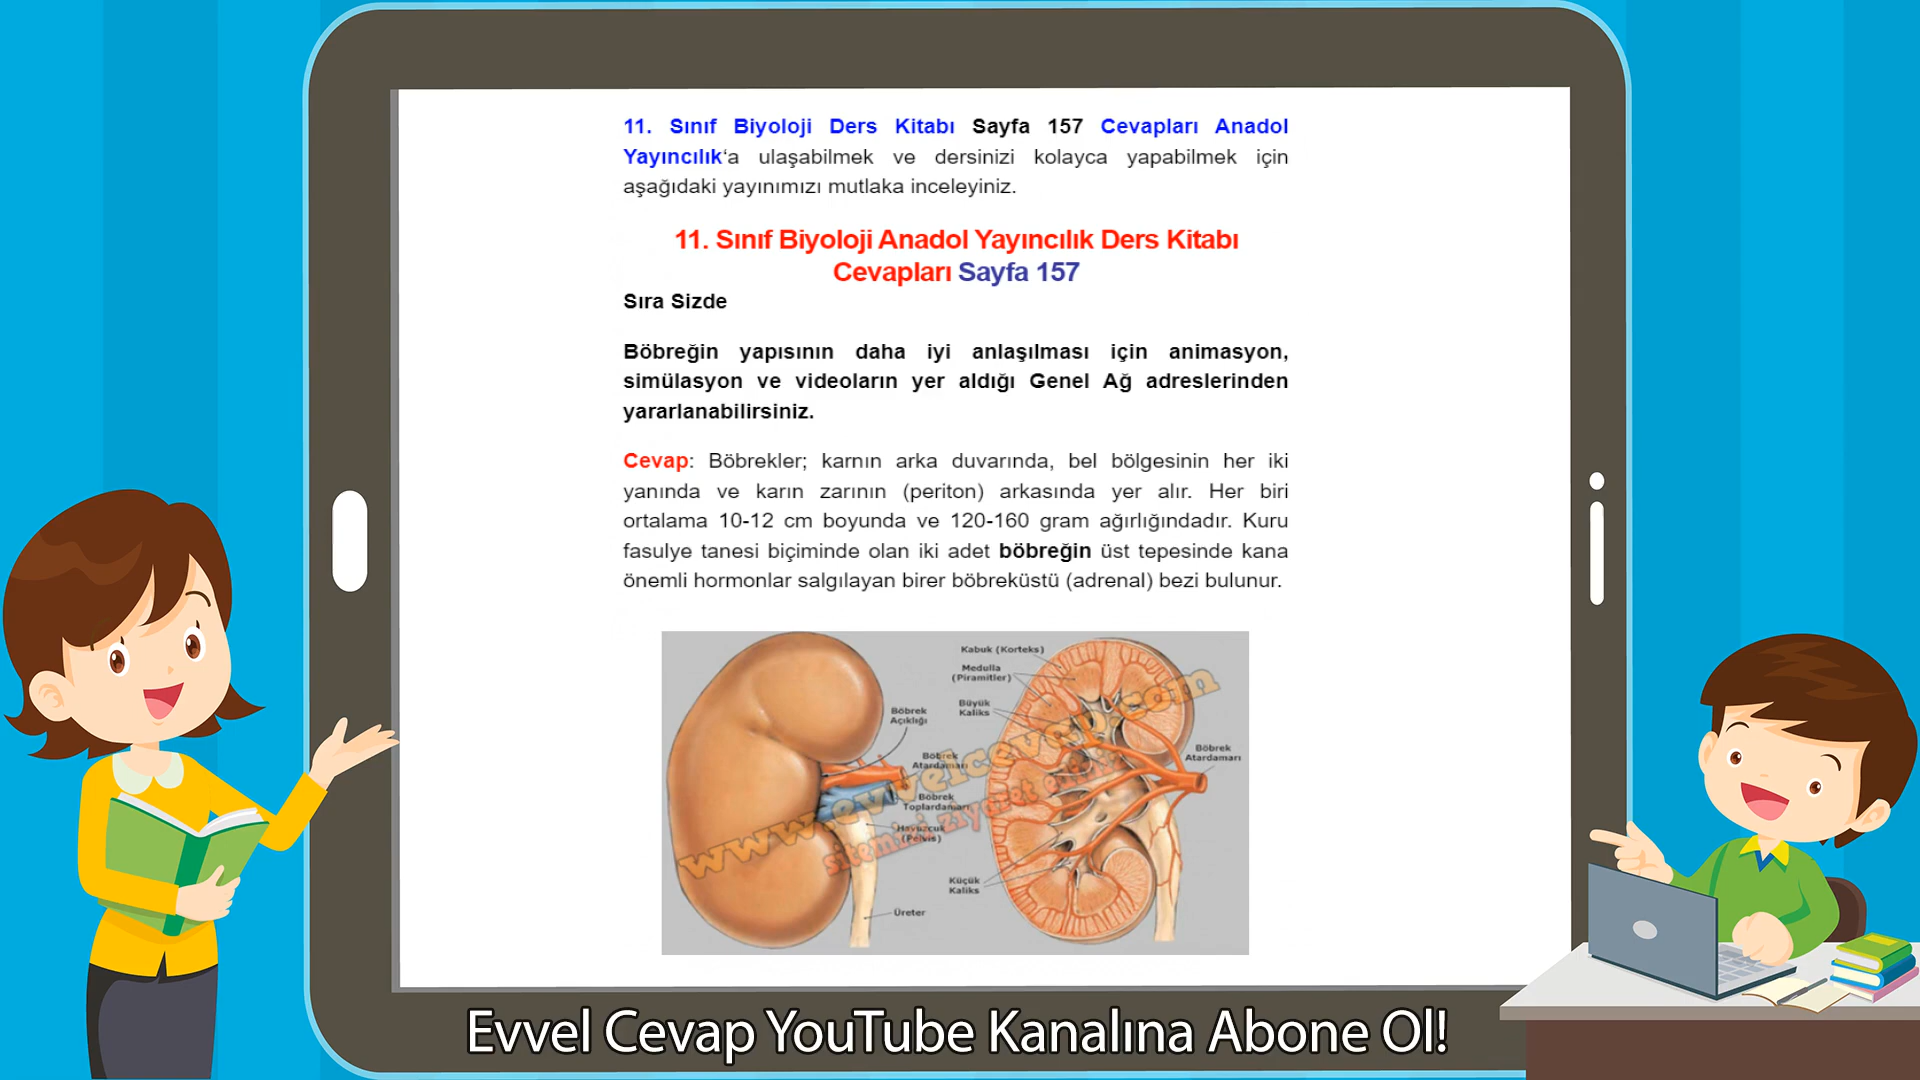 11. Sınıf Biyoloji Ders Kitabı Sayfa 157 Cevapları Anadol
Yayıncılık‘a ulaşabilmek ve dersinizi kolayca yapabilmek için
aşağıdaki yayınımızı mutlaka inceleyiniz.
11. Sınıf Biyoloji Anadol Yayıncılık Ders Kitabı
Cevapları Sayfa 157
Sıra Sizde
Böbreğin yapısının daha iyi anlaşılması için animasyon,
simülasyon ve videoların yer aldığı Genel Ağ adreslerinden
yararlanabilirsiniz.
Cevap: Böbrekler; karnın arka duvarında, bel bölgesinin her iki
yanında ve karın zarının (periton) arkasında yer alır. Her biri
ortalama 10-12 cm boyunda ve 120-160 gram ağırlığındadır. Kuru
fasulye tanesi biçiminde olan iki adet böbreğin üst tepesinde kana
önemli hormonlar salgılayan birer böbreküstü (adrenal) bezi bulunur.
Kabuk (Korteks)
Medulla
(Piramitler)
Büyük
Kaliks
Böbrek
Açıklığı
Böbrek
Atardamarı
Böbrek
Toplardamarı
Havuzcuk
(Pelvis)
Böbrek
Atardamarı
Küçük
Kaliks
Üreter
www.evvelcevap.com
sitemizi ziyaret
Evvel Cevap YouTube Kanalına Abone Ol!